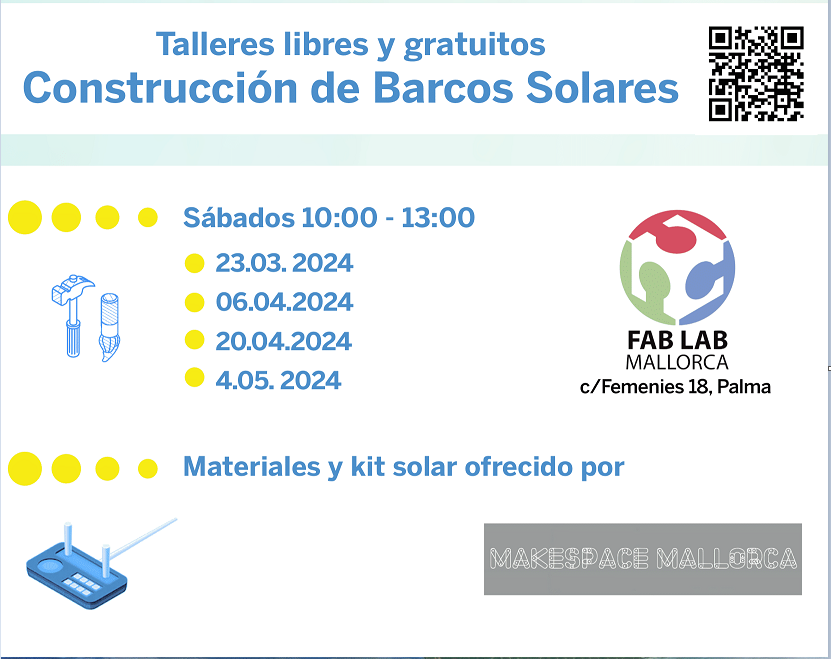 Talleres libres y gratuitos
Construcción de Barcos Solares
Sábados 10:00 - 13:00
23.03. 2024
06.04.2024
20.04.2024
4.05. 2024
FAB LAB
MALLORCA
c/Femenies 18, Palma
Materiales y kit solar ofrecido por
MAKESPACE MALLORCA